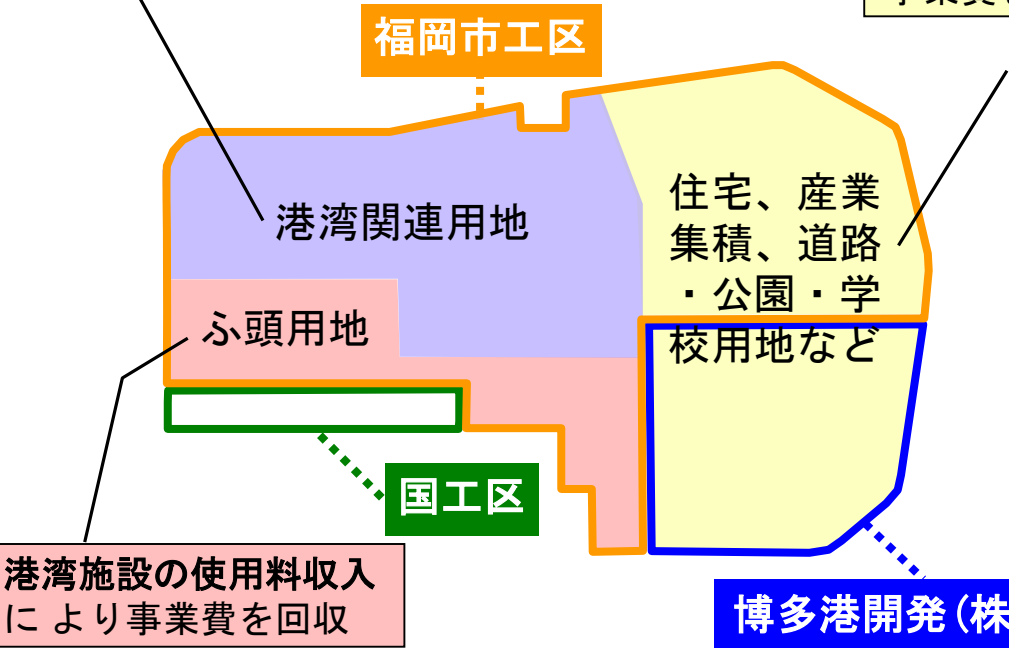 福岡市工区
港湾関連用地
住宅、産業
集積、道路
・公園・学
校用地など
ふ頭用地
国工区
港湾施設の使用料収入
により事業費を回収
博多港開発(株